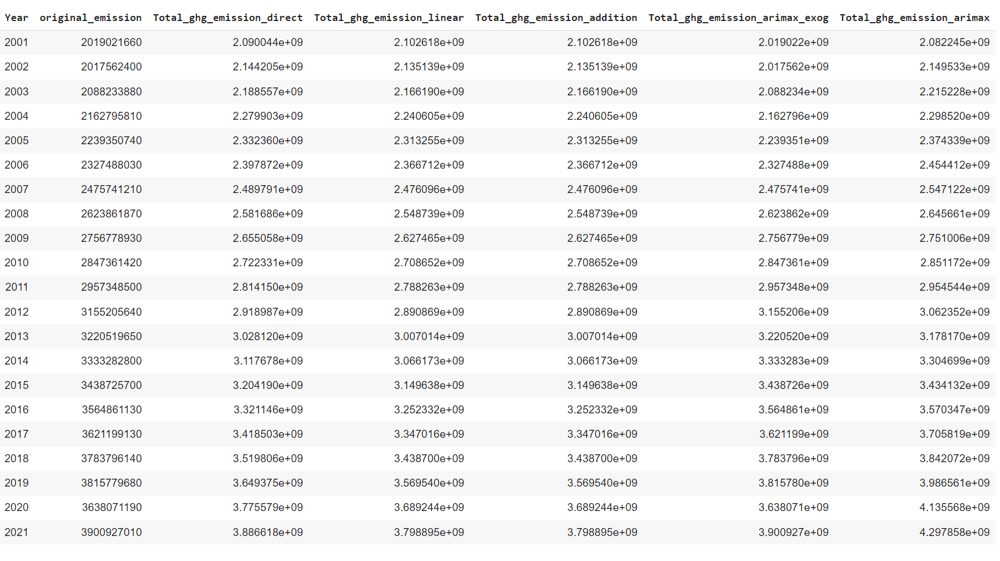 Year original_emission Total_ghg_emission_direct Total_ghg_emission_linear Total_ghg_emission_addition Total_ghg_emission_arimax_exog Total_ghg_emission_arimax
2001 2019021660 2.090044e+09 2.102618e+09 2.102618e+09 2.019022e+09 2.082245e+09
2002 2017562400 2.144205e+09 2.135139e+09 2.135139e+09 2.017562e+09 2.149533e+09
2003 2088233880 2.188557e+09 2.166190e+09 2.166190e+09 2.088234e+09 2.215228e+09
2004 2162795810 2.279903e+09 2.240605e+09 2.240605e+09 2.162796e+09 2.298520e+09
2005 2239350740 2.332360e+09 2.313255e+09 2.313255e+09 2.239351e+09 2.374339e+09
2006 2327488030 2.397872e+09 2.366712e+09 2.366712e+09 2.327488e+09 2.454412e+09
2007 2475741210 2.489791e+09 2.476096e+09 2.476096e+09 2.475741e+09 2.547122e+09
2008 2623861870 2.581686e+09 2.548739e+09 2.548739e+09 2.623862e+09 2.645661e+09
2009 2756778930 2.655058e+09 2.627465e+09 2.627465e+09 2.756779e+09 2.751006e+09
2010 2847361420 2.722331e+09 2.708652e+09 2.708652e+09 2.847361e+09 2.851172e+09
2011 2957348500 2.814150e+09 2.788263e+09 2.788263e+09 2.957348e+09 2.954544e+09
2012 3155205640 2.918987e+09 2.890869e+09 2.890869e+09 3.155206e+09 3.062352e+09
2013 3220519650 3.028120e+09 3.007014e+09 3.007014e+09 3.220520e+09 3.178170e+09
2014 3333282800 3.117678e+09 3.066173e+09 3.066173e+09 3.333283e+09 3.304699e+09
2015 3438725700 3.204190e+09 3.149638e+09 3.149638e+09 3.438726e+09 3.434132e+09
2016 3564861130 3.321146e+09 3.252332e+09 3.252332e+09 3.564861e+09 3.570347e+09
2017 3621199130 3.418503e+09 3.347016e+09 3.347016e+09 3.621199e+09 3.705819e+09
2018 3783796140 3.519806e+09 3.438700e+09 3.438700e+09 3.783796e+09 3.842072e+09
2019 3815779680 3.649375e+09 3.569540e+09 3.569540e+09 3.815780e+09 3.986561e+09
2020 3638071190 3.775579e+09 3.689244e+09 3.689244e+09 3.638071e+09 4.135568e+09
2021 3900927010 3.886618e+09 3.798895e+09 3.798895e+09 3.900927e+09 4.297858e+09